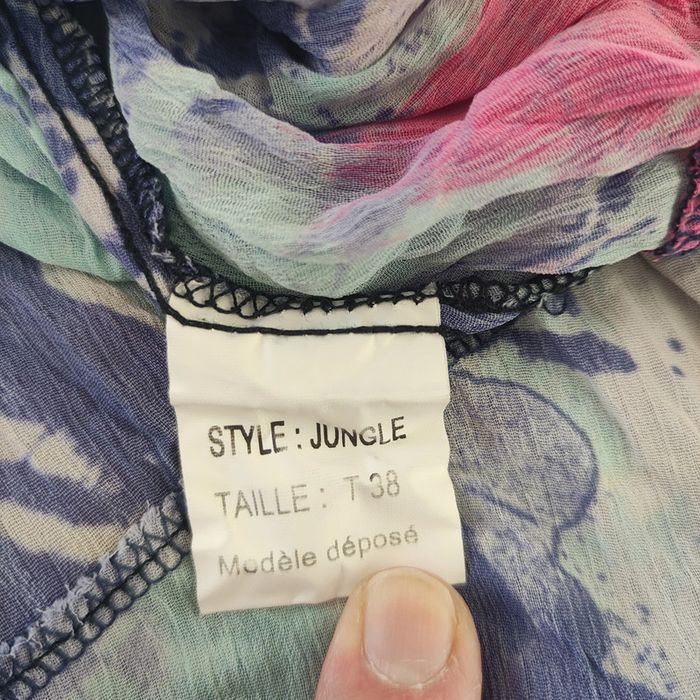 STYLE : JUNGLE
TAILLE : T 38
Modèle déposé